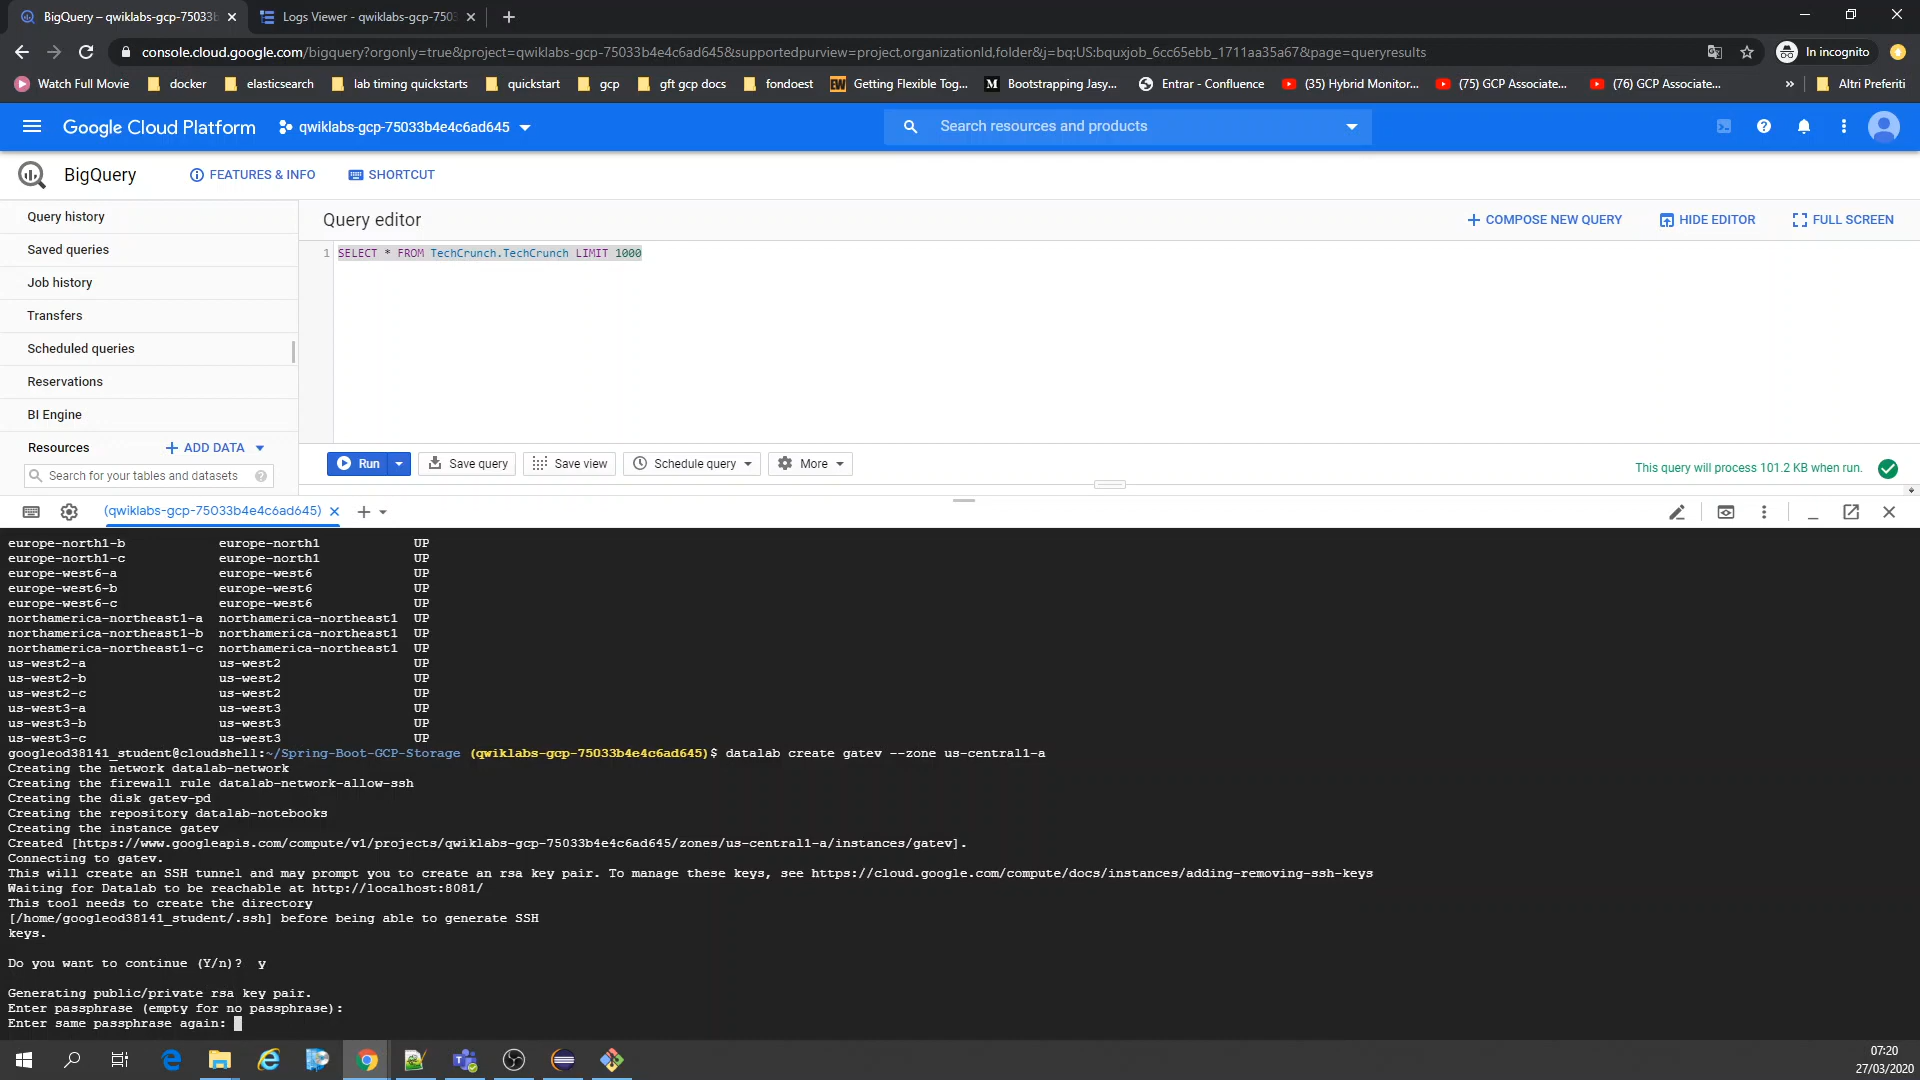 BigQuery – qwiklabs-gcp-75033b
Logs Viewer - qwiklabs-gcp-7503
console.cloud.google.com/bigquery?orgonly=true&project=qwiklabs-gcp-75033b4e4c6ad645&supportedpurview=project,organizationId,folder&j=bq:US:bquxjob_6cc65ebb_1711aa35a67&page=queryresults
In incognito
Watch Full Movie
docker
elasticsearch
lab timing quickstarts
quickstart
gcp
gft gcp docs
fondoest
Getting Flexible Tog...
Bootstrapping Jasy...
Entrar - Confluence
(35) Hybrid Monitor...
(75) GCP Associate...
(76) GCP Associate...
»
Altri Preferiti
Google Cloud Platform
qwiklabs-gcp-75033b4e4c6ad645
Search resources and products
BigQuery
FEATURES & INFO
SHORTCUT
Query history
Saved queries
Job history
Transfers
Scheduled queries
Reservations
BI Engine
Resources
+ ADD DATA
Search for your tables and datasets
Query editor
+ COMPOSE NEW QUERY
HIDE EDITOR
FULL SCREEN
1 SELECT * FROM TechCrunch.TechCrunch LIMIT 1000
Run
Save query
Save view
Schedule query
More
This query will process 101.2 KB when run.
(qwiklabs-gcp-75033b4e4c6ad645)
europe-north1-b europe-north1 UP
europe-north1-c europe-north1 UP
europe-west6-a europe-west6 UP
europe-west6-b europe-west6 UP
europe-west6-c europe-west6 UP
northamerica-northeast1-a northamerica-northeast1 UP
northamerica-northeast1-b northamerica-northeast1 UP
northamerica-northeast1-c northamerica-northeast1 UP
us-west2-a us-west2 UP
us-west2-b us-west2 UP
us-west2-c us-west2 UP
us-west3-a us-west3 UP
us-west3-b us-west3 UP
us-west3-c us-west3 UP
googleod38141_student@cloudshell:~/Spring-Boot-GCP-Storage (qwiklabs-gcp-75033b4e4c6ad645)$ datalab create gatev --zone us-central1-a
Creating the network datalab-network
Creating the firewall rule datalab-network-allow-ssh
Creating the disk gatev-pd
Creating the repository datalab-notebooks
Creating the instance gatev
Created [https://www.googleapis.com/compute/v1/projects/qwiklabs-gcp-75033b4e4c6ad645/zones/us-central1-a/instances/gatev].
Connecting to gatev.
This will create an SSH tunnel and may prompt you to create an rsa key pair. To manage these keys, see https://cloud.google.com/compute/docs/instances/adding-removing-ssh-keys
Waiting for Datalab to be reachable at http://localhost:8081/
This tool needs to create the directory
[/home/googleod38141_student/.ssh] before being able to generate SSH
keys.
Do you want to continue (Y/n)? y
Generating public/private rsa key pair.
Enter passphrase (empty for no passphrase):
Enter same passphrase again:
07:20
27/03/2020